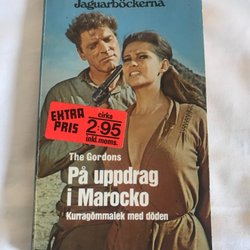 Jaguarböckerna
EXTRA
PRIS
cirka
2:95
inkl. moms.
The Gordons
På uppdrag
i Marocko
Kurragömmalek med döden